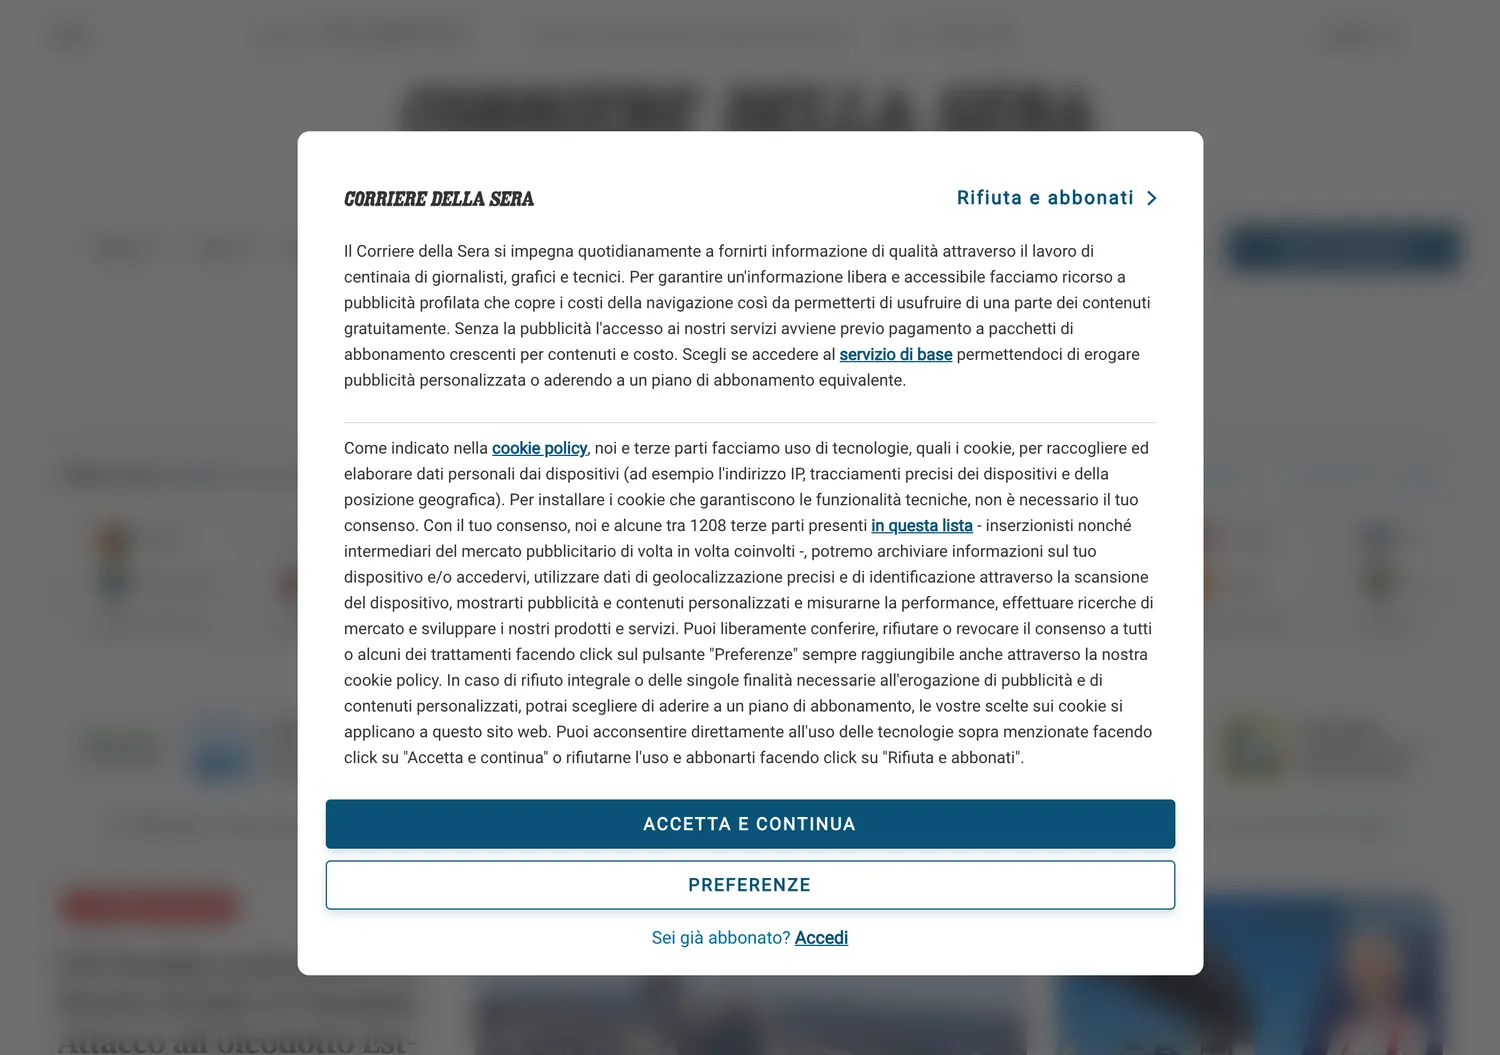 CORRIERE DELLA SERA
CORRIERE DELLA SERA
Rifiuta e abbonati
Il Corriere della Sera si impegna quotidianamente a fornirti informazione di qualità attraverso il lavoro di
centinaia di giornalisti, grafici e tecnici. Per garantire un'informazione libera e accessibile facciamo ricorso a
pubblicità profilata che copre i costi della navigazione così da permetterti di usufruire di una parte dei contenuti
gratuitamente. Senza la pubblicità l'accesso ai nostri servizi avviene previo pagamento a pacchetti di
abbonamento crescenti per contenuti e costo. Scegli se accedere al servizio di base permettendoci di erogare
pubblicità personalizzata o aderendo a un piano di abbonamento equivalente.
Come indicato nella cookie policy, noi e terze parti facciamo uso di tecnologie, quali i cookie, per raccogliere ed
elaborare dati personali dai dispositivi (ad esempio l'indirizzo IP, tracciamenti precisi dei dispositivi e della
posizione geografica). Per installare i cookie che garantiscono le funzionalità tecniche, non è necessario il tuo
consenso. Con il tuo consenso, noi e alcune tra 1208 terze parti presenti in questa lista - inserzionisti nonché
intermediari del mercato pubblicitario di volta in volta coinvolti -, potremo archiviare informazioni sul tuo
dispositivo e/o accedervi, utilizzare dati di geolocalizzazione precisi e di identificazione attraverso la scansione
del dispositivo, mostrarti pubblicità e contenuti personalizzati e misurarne la performance, effettuare ricerche di
mercato e sviluppare i nostri prodotti e servizi. Puoi liberamente conferire, rifiutare o revocare il consenso a tutti
o alcuni dei trattamenti facendo click sul pulsante "Preferenze" sempre raggiungibile anche attraverso la nostra
cookie policy. In caso di rifiuto integrale o delle singole finalità necessarie all'erogazione di pubblicità e di
contenuti personalizzati, potrai scegliere di aderire a un piano di abbonamento, le vostre scelte sui cookie si
applicano a questo sito web. Puoi acconsentire direttamente all'uso delle tecnologie sopra menzionate facendo
click su "Accetta e continua" o rifiutarne l'uso e abbonarti facendo click su "Rifiuta e abbonati".
ACCETTA E CONTINUA
PREFERENZE
Sei già abbonato? Accedi
Attacco all'oleodotto Est-